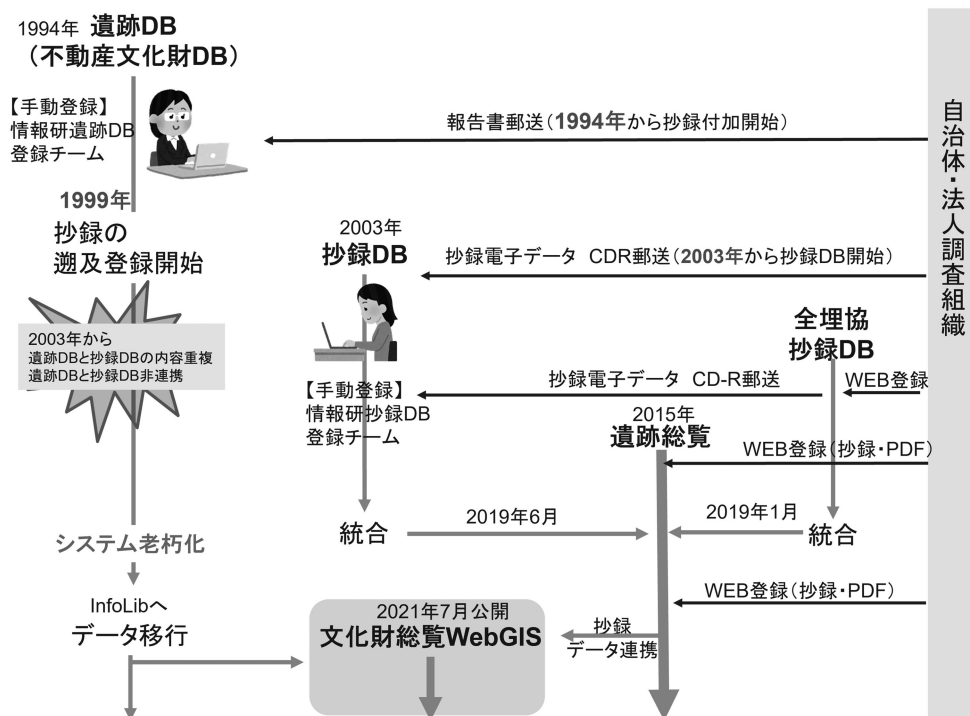 1994年 遺跡DB
（不動産文化財DB）
【手動登録】
情報研遺跡DB
登録チーム
報告書郵送（1994年から抄録付加開始）
自治体・法人調査組織
1999年
抄録の
遡及登録開始
2003年
抄録DB
抄録電子データ CDR郵送（2003年から抄録DB開始）
2003年から
遺跡DBと抄録DBの内容重複
遺跡DBと抄録DB非連携
全埋協
抄録DB
抄録電子データ CD-R郵送
WEB登録
【手動登録】
情報研抄録DB
登録チーム
2015年
遺跡総覧
WEB登録（抄録・PDF）
統合
2019年6月
2019年1月
統合
システム老朽化
InfoLibへ
データ移行
WEB登録（抄録・PDF）
2021年7月公開
文化財総覧WebGIS
抄録
データ連携